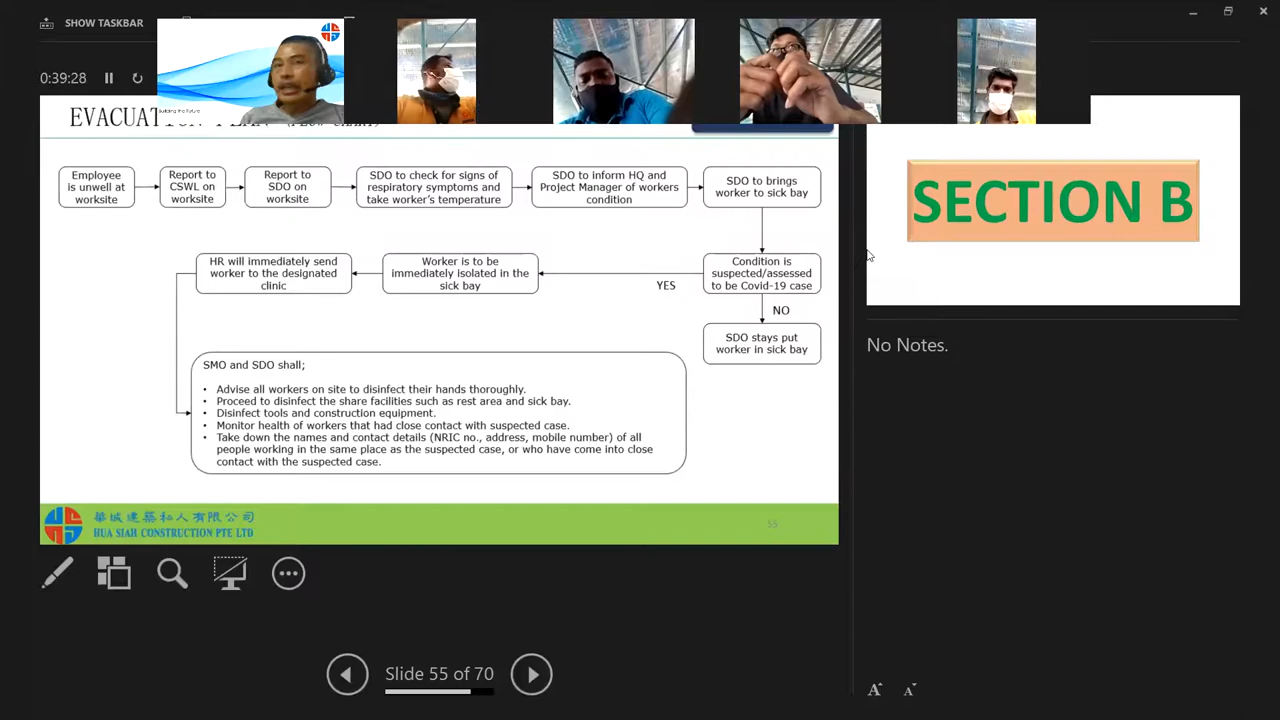 SHOW TASKBAR
0:39:28
Building the Future
EVACUATION PLAN (FLOW CHART)
Employee
is unwell at
worksite
Report to
CSWL on
worksite
Report to
SDO on
worksite
SDO to check for signs of
respiratory symptoms and
take worker's temperature
SDO to inform HQ and
Project Manager of workers
condition
SDO to brings
worker to sick bay
HR will immediately send
worker to the designated
clinic
Worker is to be
immediately isolated in the
sick bay
YES
Condition is
suspected/assessed
to be Covid-19 case
NO
SDO stays put
worker in sick bay
SMO and SDO shall;
• Advise all workers on site to disinfect their hands thoroughly.
• Proceed to disinfect the share facilities such as rest area and sick bay.
• Disinfect tools and construction equipment.
• Monitor health of workers that had close contact with suspected case.
• Take down the names and contact details (NRIC no., address, mobile number) of all
people working in the same place as the suspected case, or who have come into close
contact with the suspected case.
華城建築私人有限公司
HUA SIAH CONSTRUCTION PTE LTD
55
SECTION B
No Notes.
Slide 55 of 70
A A